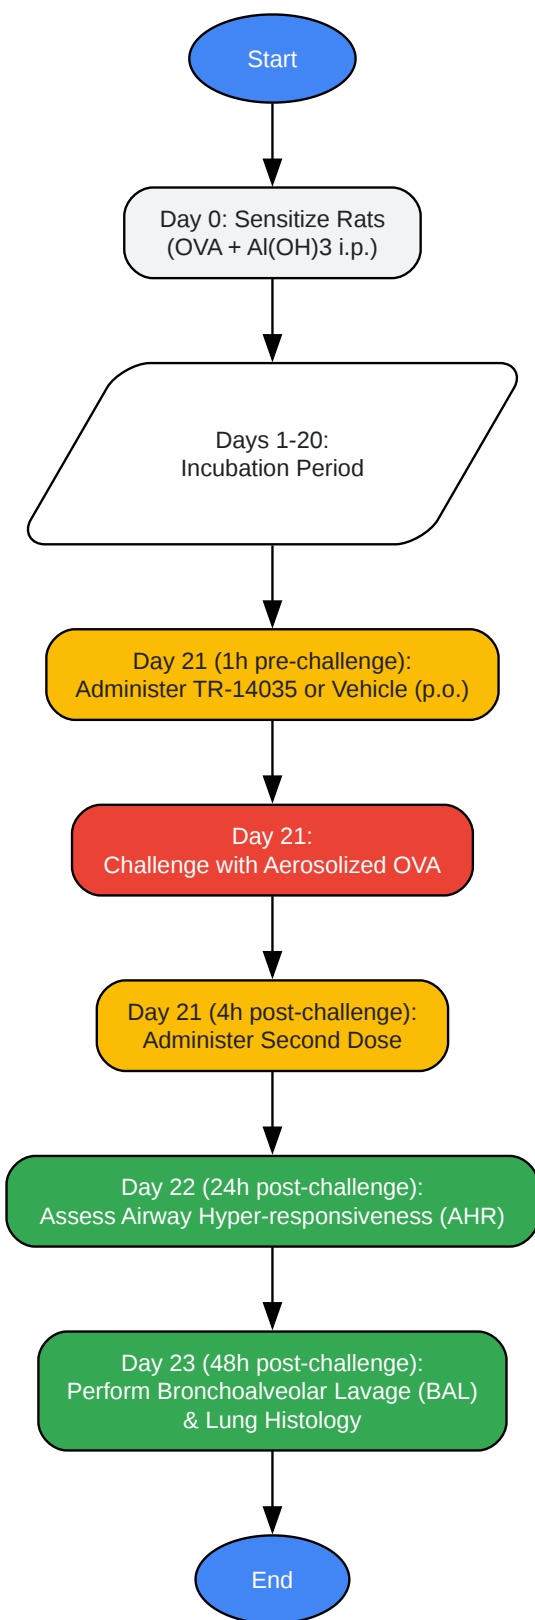 Start
Day 0: Sensitize Rats
(OVA + Al(OH)3 i.p.)
Days 1-20:
Incubation Period
Day 21 (1h pre-challenge):
Administer TR-14035 or Vehicle (p.o.)
Day 21:
Challenge with Aerosolized OVA
Day 21 (4h post-challenge):
Administer Second Dose
Day 22 (24h post-challenge):
Assess Airway Hyper-responsiveness (AHR)
Day 23 (48h post-challenge):
Perform Bronchoalveolar Lavage (BAL)
& Lung Histology
End